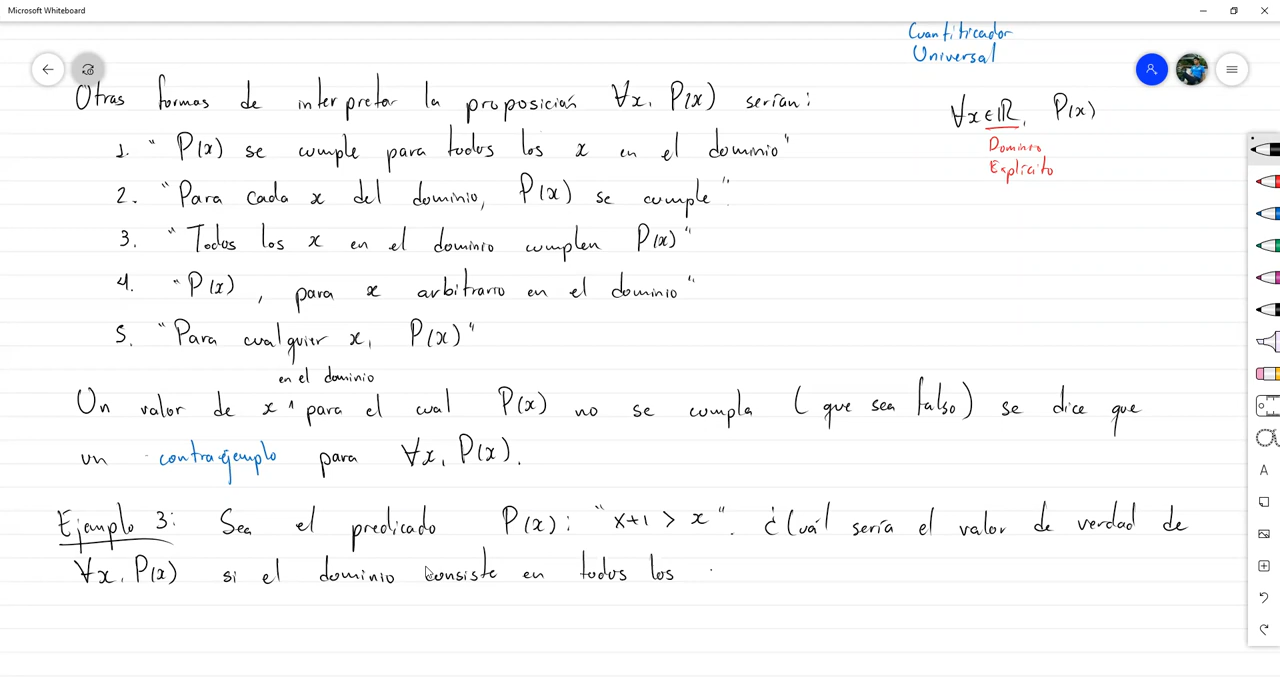 Microsoft Whiteboard
Cuantificador
Universal
Otras formas de interpretar la proposición ∀x, P(x) serían:
∀x∈ℝ, P(x)
Dominio
Explícito
1. "P(x) se cumple para todos los x en el dominio"
2. "Para cada x del dominio, P(x) se cumple".
3. "Todos los x en el dominio cumplen P(x)"
4. "P(x), para x arbitrario en el dominio"
5. "Para cualquier x, P(x)"
en el dominio
Un valor de x ^ para el cual P(x) no se cumpla (que sea falso) se dice que
un contraejemplo para ∀x, P(x).
Ejemplo 3: Sea el predicado P(x): "x+1 > x". ¿Cuál sería el valor de verdad de
∀x, P(x) si el dominio consiste en todos los